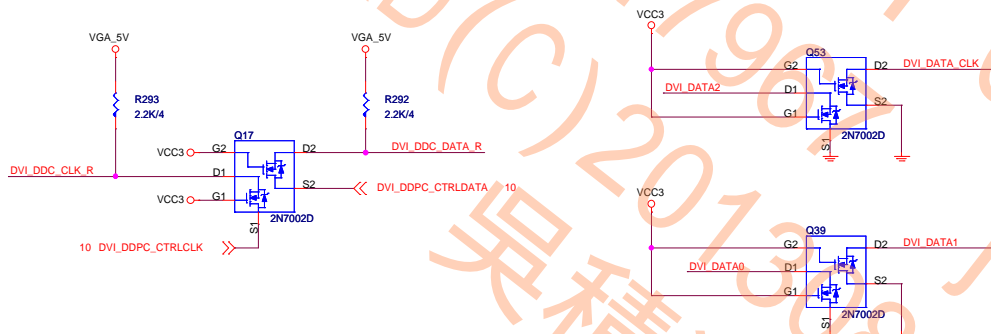 VGA_5V
VGA_5V
R293
2.2K/4
R292
2.2K/4
Q17
VCC3
G2
D2
DVI_DDC_DATA_R
DVI_DDC_CLK_R
D1
S2
DVI_DDPC_CTRLDATA 10
VCC3
G1
2N7002D
S1
10 DVI_DDPC_CTRLCLK
VCC3
Q53
G2
D2
DVI_DATA_CLK
DVI_DATA2
D1
S2
G1
2N7002D
S1
VCC3
Q39
G2
D2
DVI_DATA1
DVI_DATA0
D1
S2
G1
2N7002D
S1